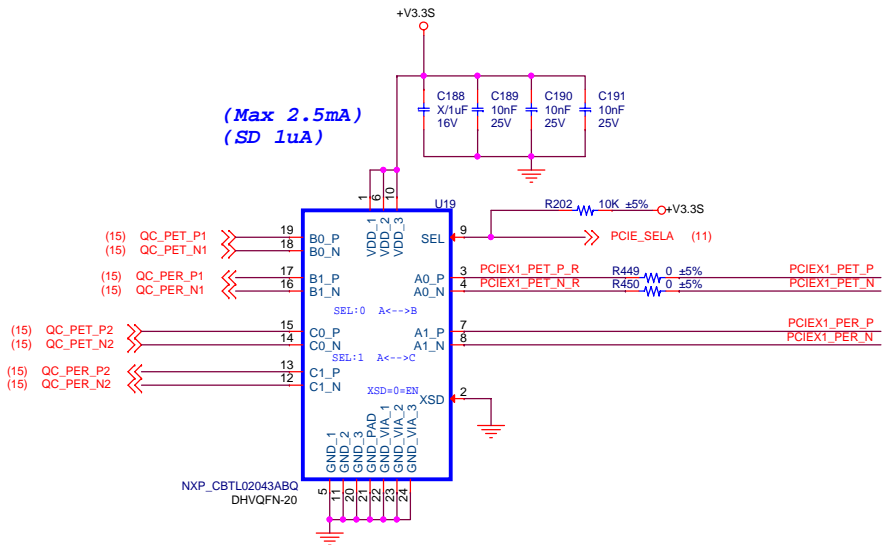 +V3.3S
C188
X/1uF
16V
C189
10nF
25V
C190
10nF
25V
C191
10nF
25V
(Max 2.5mA)
(SD 1uA)
1
6
10
U19
R202 10K ±5% +V3.3S
VDD_1
VDD_2
VDD_3
SEL 9 PCIE_SELA (11)
(15) QC_PET_P1 19 B0_P
(15) QC_PET_N1 18 B0_N
(15) QC_PER_P1 17 B1_P
(15) QC_PER_N1 16 B1_N
A0_P 3 PCIEX1_PET_P_R R449 0 ±5% PCIEX1_PET_P
A0_N 4 PCIEX1_PET_N_R R450 0 ±5% PCIEX1_PET_N
SEL:0 A<-->B
(15) QC_PET_P2 15 C0_P
(15) QC_PET_N2 14 C0_N
A1_P 7 PCIEX1_PER_P
A1_N 8 PCIEX1_PER_N
SEL:1 A<-->C
(15) QC_PER_P2 13 C1_P
(15) QC_PER_N2 12 C1_N
XSD=0=EN
XSD 2
GND_1
GND_2
GND_3
GND_PAD
GND_VIA_1
GND_VIA_2
GND_VIA_3
NXP_CBTL02043ABQ
DHVQFN-20
5
11
20
21
22
23
24